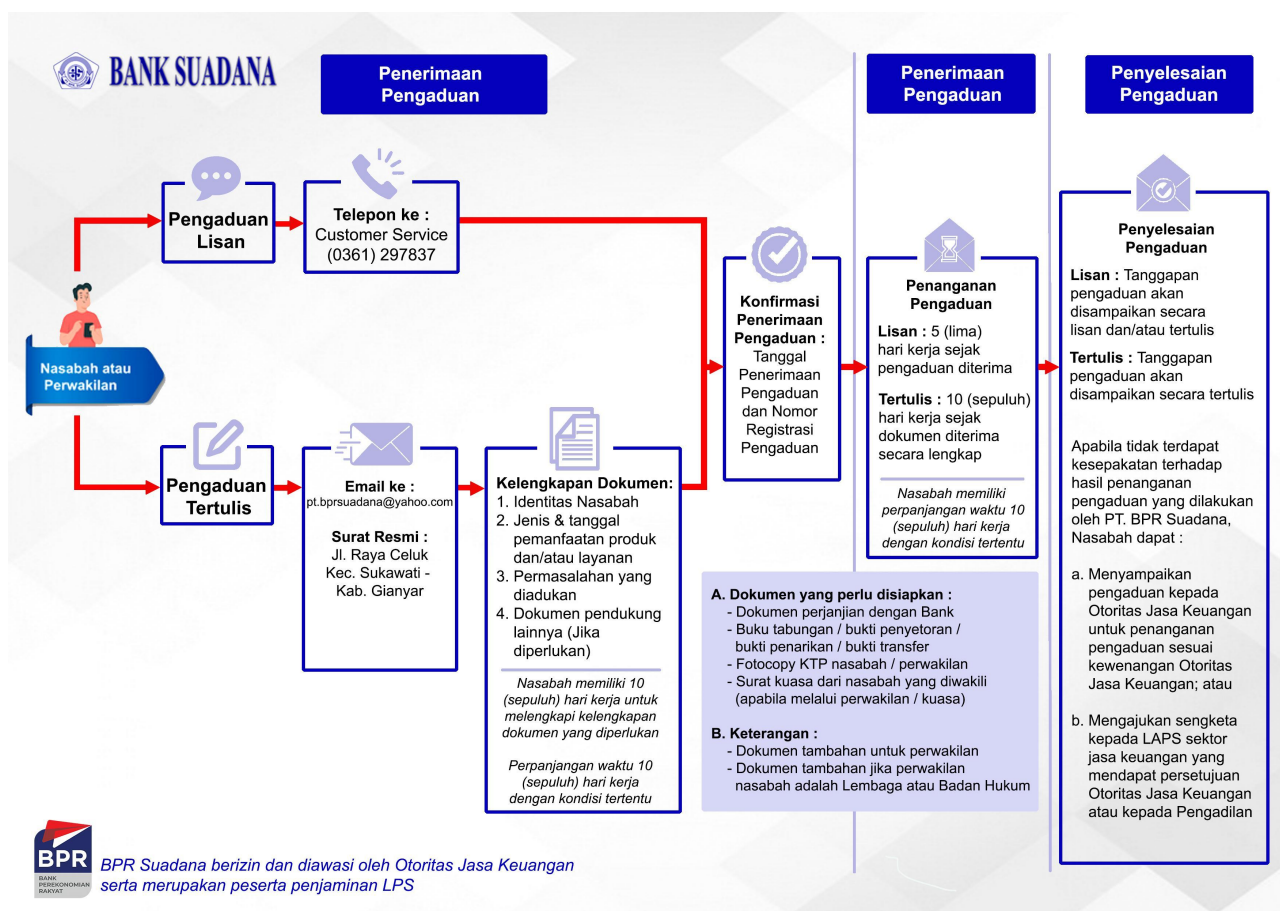 BANK SUADANA
Penerimaan
Pengaduan
Penerimaan
Pengaduan
Penyelesaian
Pengaduan
Nasabah atau
Perwakilan
Pengaduan
Lisan
Telepon ke :
Customer Service
(0361) 297837
Pengaduan
Tertulis
Email ke :
pt.bprsuadana@yahoo.com
Surat Resmi :
Jl. Raya Celuk
Kec. Sukawati -
Kab. Gianyar
Kelengkapan Dokumen:
1. Identitas Nasabah
2. Jenis & tanggal
pemanfaatan produk
dan/atau layanan
3. Permasalahan yang
diadukan
4. Dokumen pendukung
lainnya (Jika
diperlukan)
Nasabah memiliki 10
(sepuluh) hari kerja untuk
melengkapi kelengkapan
dokumen yang diperlukan
Perpanjangan waktu 10
(sepuluh) hari kerja
dengan kondisi tertentu
Konfirmasi
Penerimaan
Pengaduan :
Tanggal
Penerimaan
Pengaduan
dan Nomor
Registrasi
Pengaduan
Penanganan
Pengaduan
Lisan : 5 (lima)
hari kerja sejak
pengaduan diterima
Tertulis : 10 (sepuluh)
hari kerja sejak
dokumen diterima
secara lengkap
Nasabah memiliki
perpanjangan waktu 10
(sepuluh) hari kerja
dengan kondisi tertentu
A. Dokumen yang perlu disiapkan :
- Dokumen perjanjian dengan Bank
- Buku tabungan / bukti penyetoran /
bukti penarikan / bukti transfer
- Fotocopy KTP nasabah / perwakilan
- Surat kuasa dari nasabah yang diwakili
(apabila melalui perwakilan / kuasa)
B. Keterangan :
- Dokumen tambahan untuk perwakilan
- Dokumen tambahan jika perwakilan
nasabah adalah Lembaga atau Badan Hukum
Penyelesaian
Pengaduan
Lisan : Tanggapan
pengaduan akan
disampaikan secara
lisan dan/atau tertulis
Tertulis : Tanggapan
pengaduan akan
disampaikan secara tertulis
Apabila tidak terdapat
kesepakatan terhadap
hasil penanganan
pengaduan yang dilakukan
oleh PT. BPR Suadana,
Nasabah dapat :
a. Menyampaikan
pengaduan kepada
Otoritas Jasa Keuangan
untuk penanganan
pengaduan sesuai
kewenangan Otoritas
Jasa Keuangan; atau
b. Mengajukan sengketa
kepada LAPS sektor
jasa keuangan yang
mendapat persetujuan
Otoritas Jasa Keuangan
atau kepada Pengadilan
BPR
BANK
PEREKONOMIAN
RAKYAT
BPR Suadana berizin dan diawasi oleh Otoritas Jasa Keuangan
serta merupakan peserta penjaminan LPS